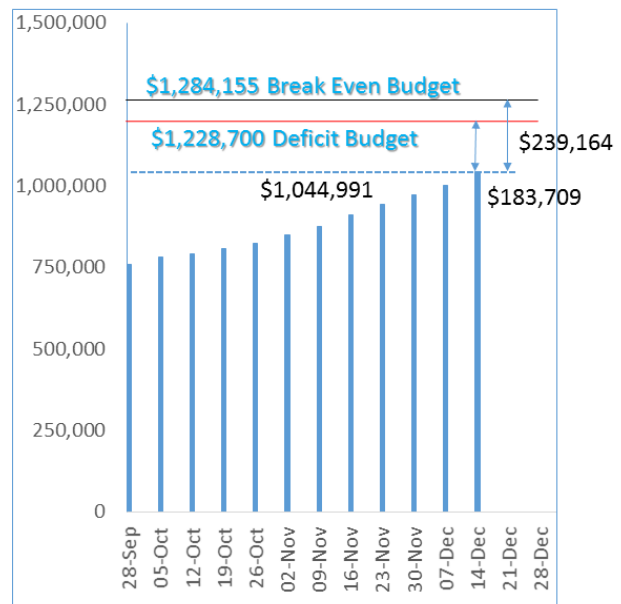 1,500,000
$1,284,155 Break Even Budget
1,250,000
$1,228,700 Deficit Budget
$239,164
1,000,000
$1,044,991
$183,709
750,000
500,000
250,000
0
28-Sep
05-Oct
12-Oct
19-Oct
26-Oct
02-Nov
09-Nov
16-Nov
23-Nov
30-Nov
07-Dec
14-Dec
21-Dec
28-Dec